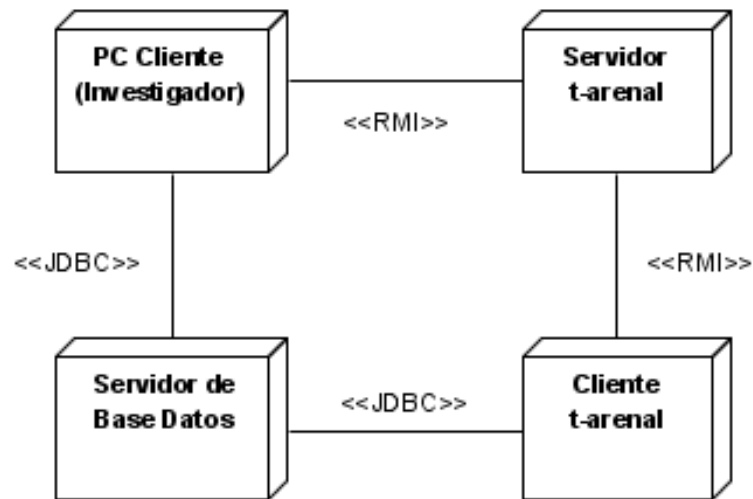 PC Cliente
(Investigador)
Servidor
t-arenal
<<RMI>>
<<JDBC>>
<<RMI>>
Servidor de
Base Datos
<<JDBC>>
Cliente
t-arenal